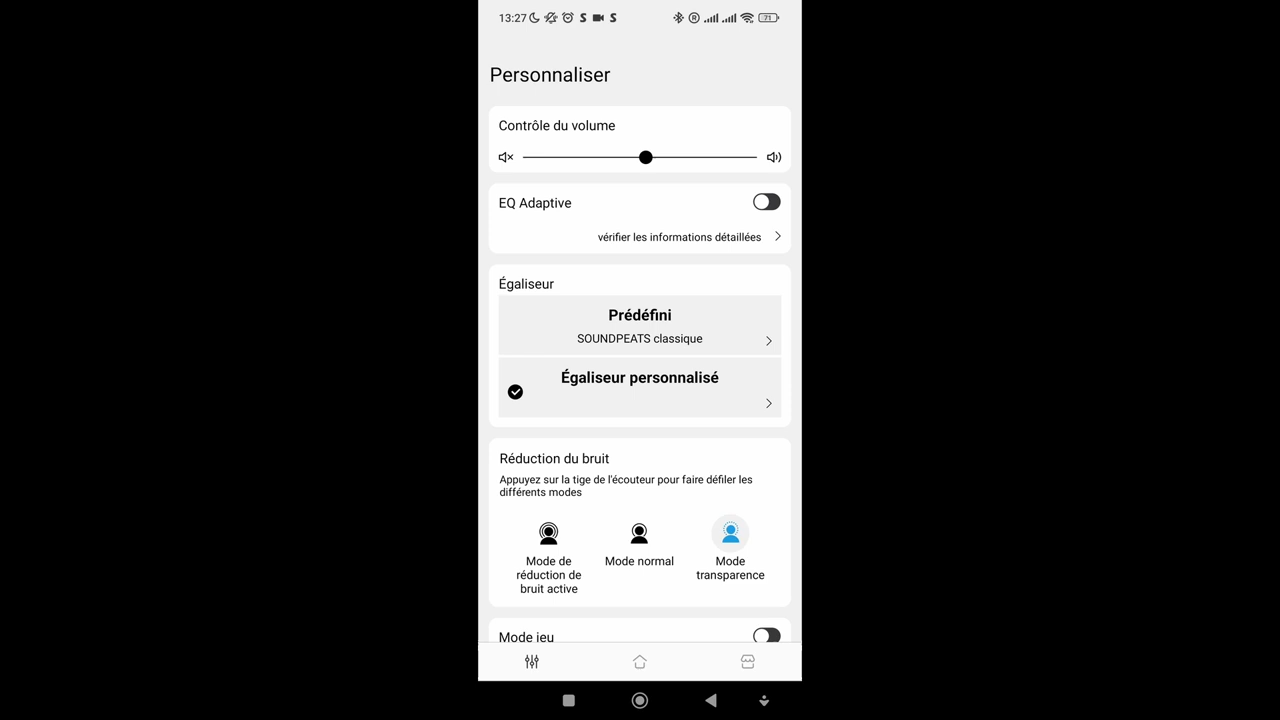 13:27 S S 71
Personnaliser
Contrôle du volume
EQ Adaptive
vérifier les informations détaillées
Égaliseur
Prédéfini
SOUNDPEATS classique
Égaliseur personnalisé
Réduction du bruit
Appuyez sur la tige de l'écouteur pour faire défiler les
différents modes
Mode de
réduction de
bruit active
Mode normal
Mode
transparence
Mode jeu